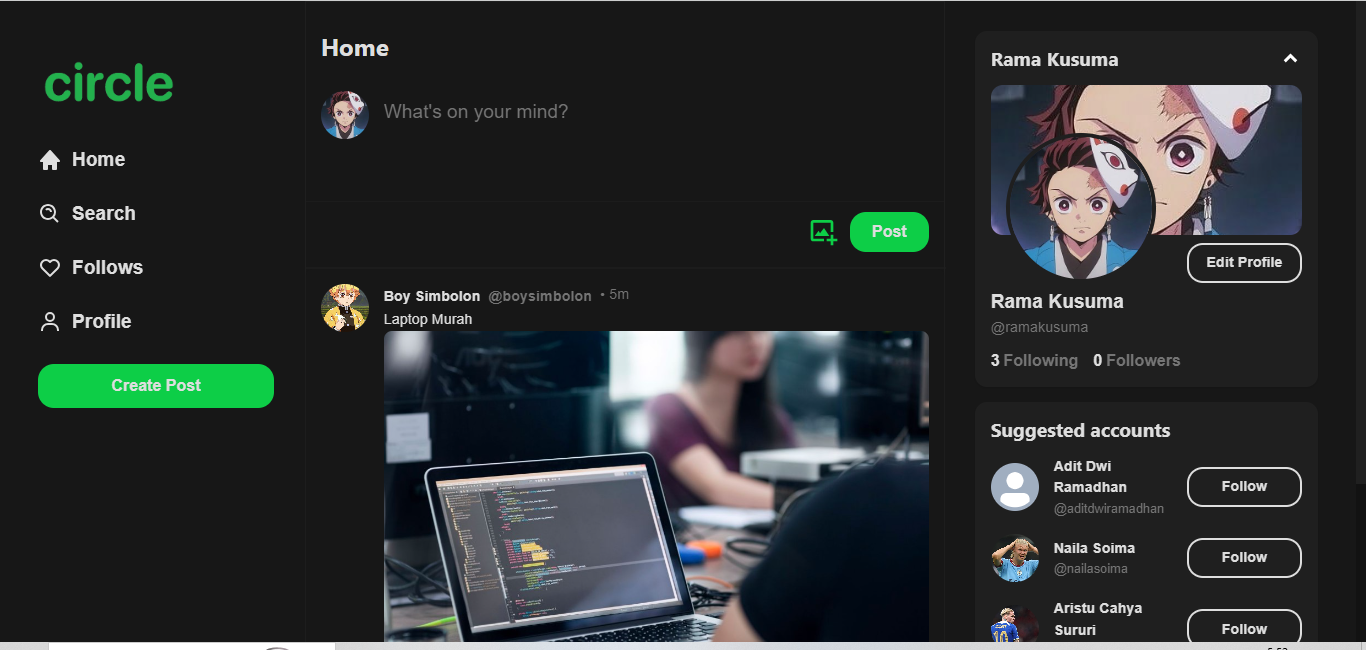 circle
Home
Search
Follows
Profile
Create Post
Home
What's on your mind?
Post
Boy Simbolon @boysimbolon • 5m
Laptop Murah
Rama Kusuma
Edit Profile
Rama Kusuma
@ramakusuma
3 Following 0 Followers
Suggested accounts
Adit Dwi
Ramadhan
@aditdwiramadhan
Follow
Naila Soima
@nailasoima
Follow
Aristu Cahya
Sururi
Follow